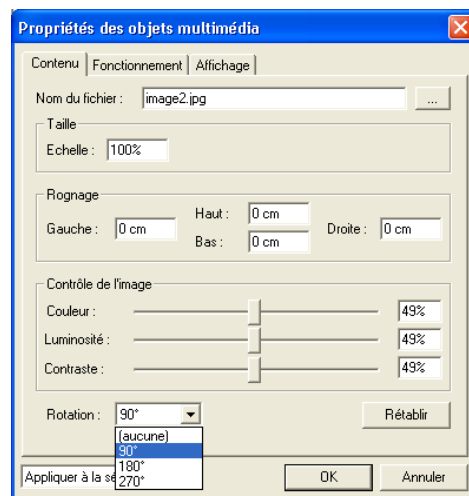 Propriétés des objets multimédia
Contenu Fonctionnement Affichage
Nom du fichier : image2.jpg ...
Taille
Echelle : 100%
Rognage
Gauche : 0 cm Haut : 0 cm Droite : 0 cm
Bas : 0 cm
Contrôle de l'image
Couleur : 49%
Luminosité : 49%
Contraste : 49%
Rotation : 90° Rétablir
(aucune)
90°
180°
270°
Appliquer à la sé
OK Annuler